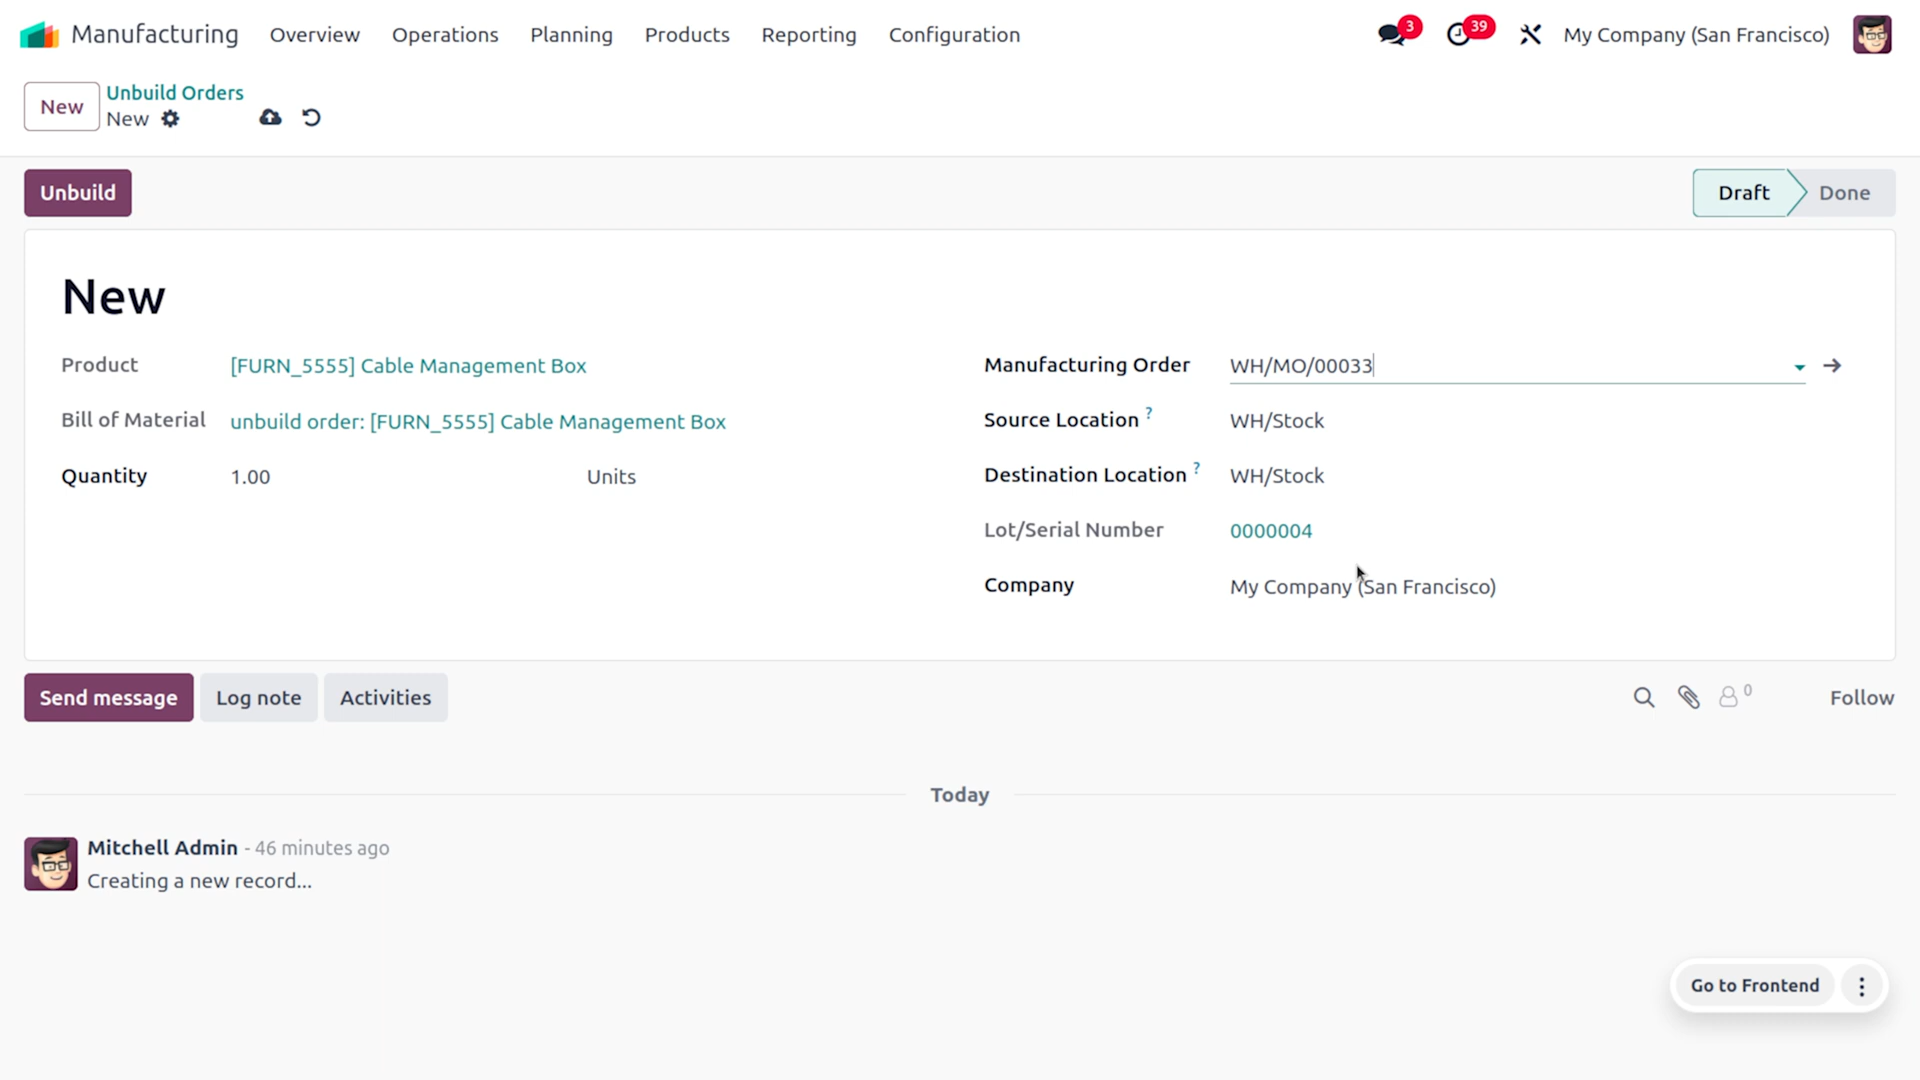 Manufacturing Overview Operations Planning Products Reporting Configuration 3 39 My Company (San Francisco)
New Unbuild Orders
New
Unbuild Draft Done
New
Product [FURN_5555] Cable Management Box Manufacturing Order WH/MO/00033
Bill of Material unbuild order: [FURN_5555] Cable Management Box Source Location ? WH/Stock
Quantity 1.00 Units Destination Location ? WH/Stock
Lot/Serial Number 0000004
Company My Company (San Francisco)
Send message Log note Activities 0 Follow
Today
Mitchell Admin - 46 minutes ago
Creating a new record...
Go to Frontend